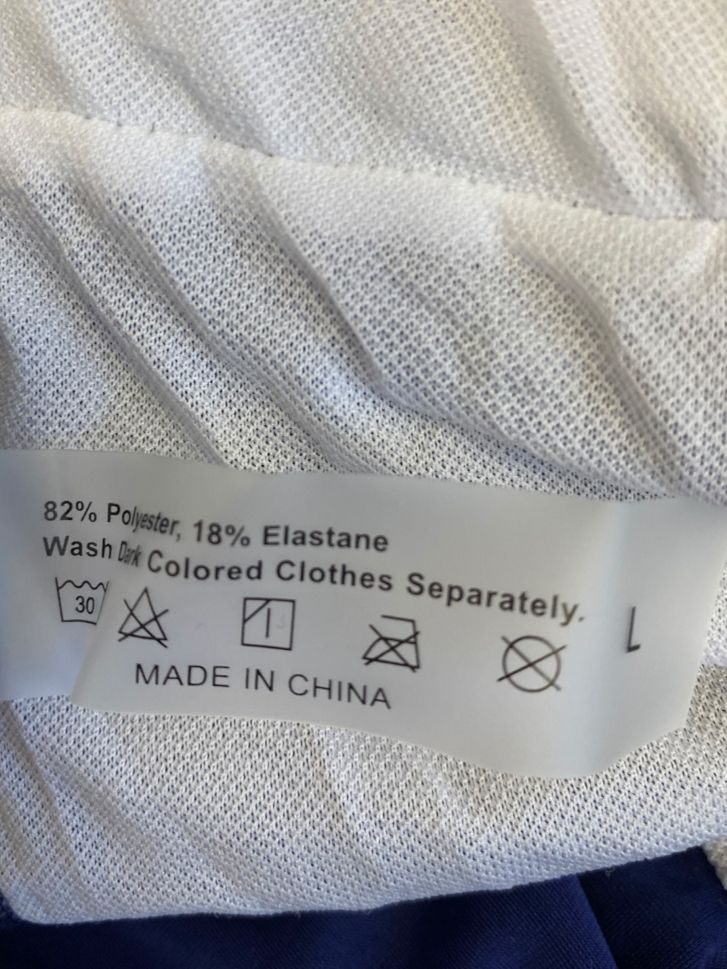 82% Polyester, 18% Elastane
Wash Dark Colored Clothes Separately.
30
L
MADE IN CHINA